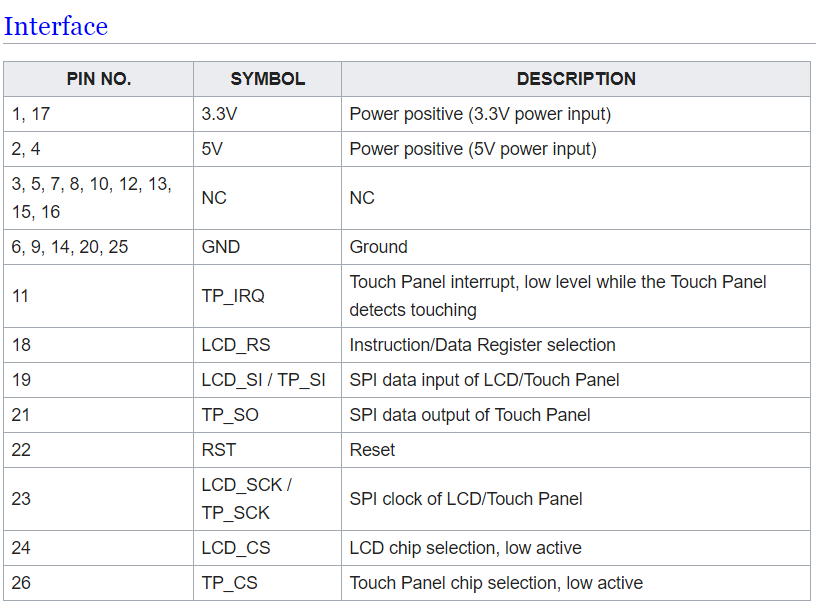 Interface
PIN NO. SYMBOL DESCRIPTION
1, 17 3.3V Power positive (3.3V power input)
2, 4 5V Power positive (5V power input)
3, 5, 7, 8, 10, 12, 13,
15, 16 NC NC
6, 9, 14, 20, 25 GND Ground
11 TP_IRQ Touch Panel interrupt, low level while the Touch Panel
detects touching
18 LCD_RS Instruction/Data Register selection
19 LCD_SI / TP_SI SPI data input of LCD/Touch Panel
21 TP_SO SPI data output of Touch Panel
22 RST Reset
23 LCD_SCK /
TP_SCK SPI clock of LCD/Touch Panel
24 LCD_CS LCD chip selection, low active
26 TP_CS Touch Panel chip selection, low active